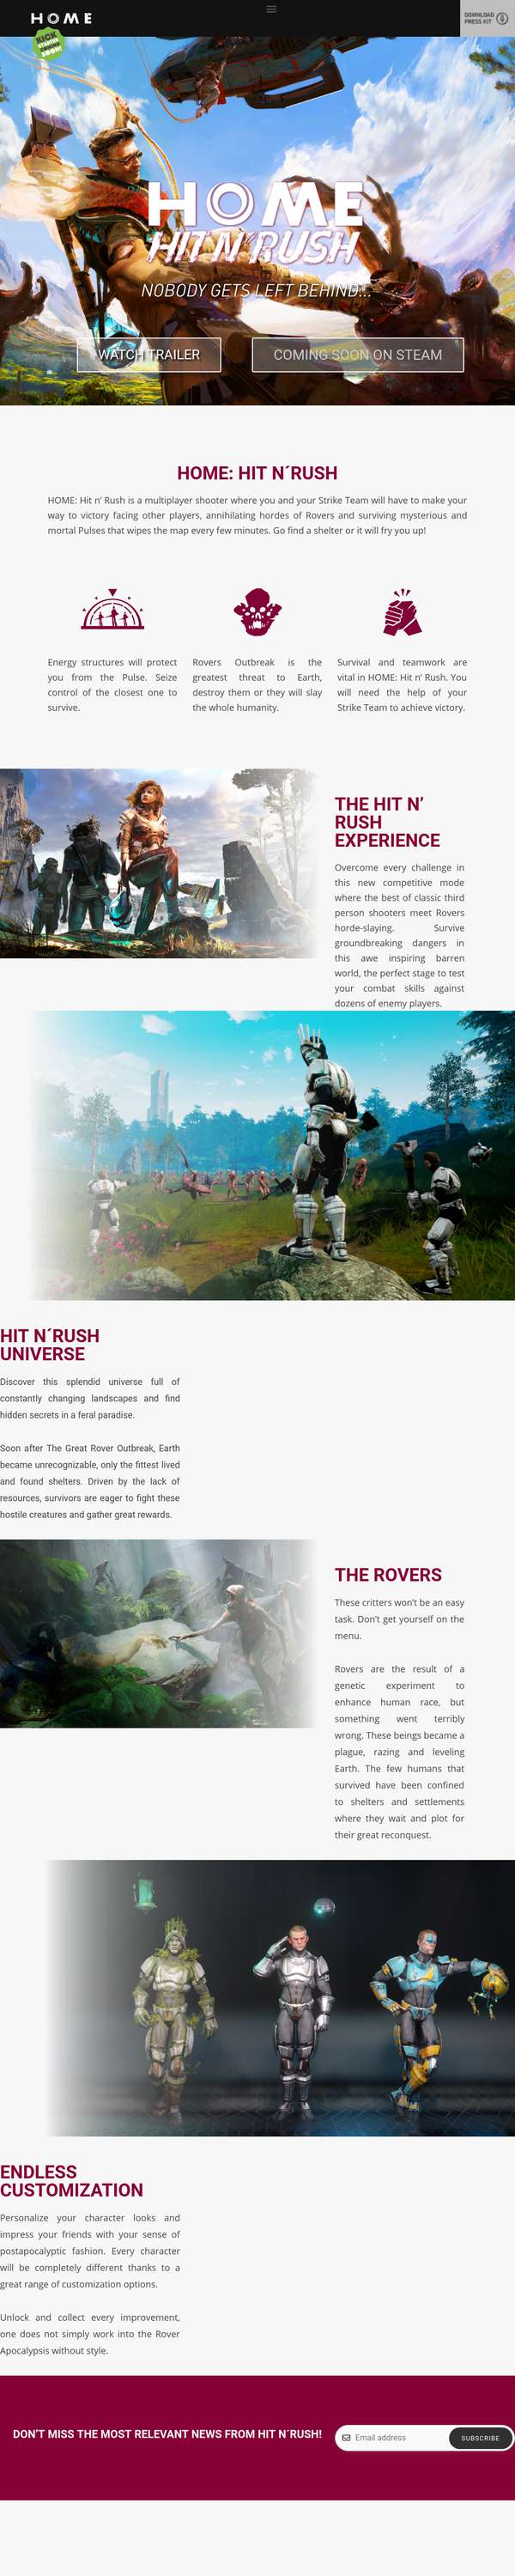 HOME
DOWNLOAD
PRESS KIT
KICK
STARTER
SOON!
HOME
HIT N' RUSH
NOBODY GETS LEFT BEHIND...
WATCH TRAILER
COMING SOON ON STEAM
HOME: HIT N´RUSH
HOME: Hit n' Rush is a multiplayer shooter where you and your Strike Team will have to make your
way to victory facing other players, annihilating hordes of Rovers and surviving mysterious and
mortal Pulses that wipes the map every few minutes. Go find a shelter or it will fry you up!
Energy structures will protect
you from the Pulse. Seize
control of the closest one to
survive.
Rovers Outbreak is the
greatest threat to Earth,
destroy them or they will slay
the whole humanity.
Survival and teamwork are
vital in HOME: Hit n' Rush. You
will need the help of your
Strike Team to achieve victory.
THE HIT N’
RUSH
EXPERIENCE
Overcome every challenge in
this new competitive mode
where the best of classic third
person shooters meet Rovers
horde-slaying. Survive
groundbreaking dangers in
this awe inspiring barren
world, the perfect stage to test
your combat skills against
dozens of enemy players.
HIT N´RUSH
UNIVERSE
Discover this splendid universe full of
constantly changing landscapes and find
hidden secrets in a feral paradise.
Soon after The Great Rover Outbreak, Earth
became unrecognizable, only the fittest lived
and found shelters. Driven by the lack of
resources, survivors are eager to fight these
hostile creatures and gather great rewards.
THE ROVERS
These critters won’t be an easy
task. Don’t get yourself on the
menu.
Rovers are the result of a
genetic experiment to
enhance human race, but
something went terribly
wrong. These beings became a
plague, razing and leveling
Earth. The few humans that
survived have been confined
to shelters and settlements
where they wait and plot for
their great reconquest.
ENDLESS
CUSTOMIZATION
Personalize your character looks and
impress your friends with your sense of
postapocalyptic fashion. Every character
will be completely different thanks to a
great range of customization options.
Unlock and collect every improvement,
one does not simply work into the Rover
Apocalypsis without style.
DON'T MISS THE MOST RELEVANT NEWS FROM HIT N´RUSH!
Email address
SUBSCRIBE